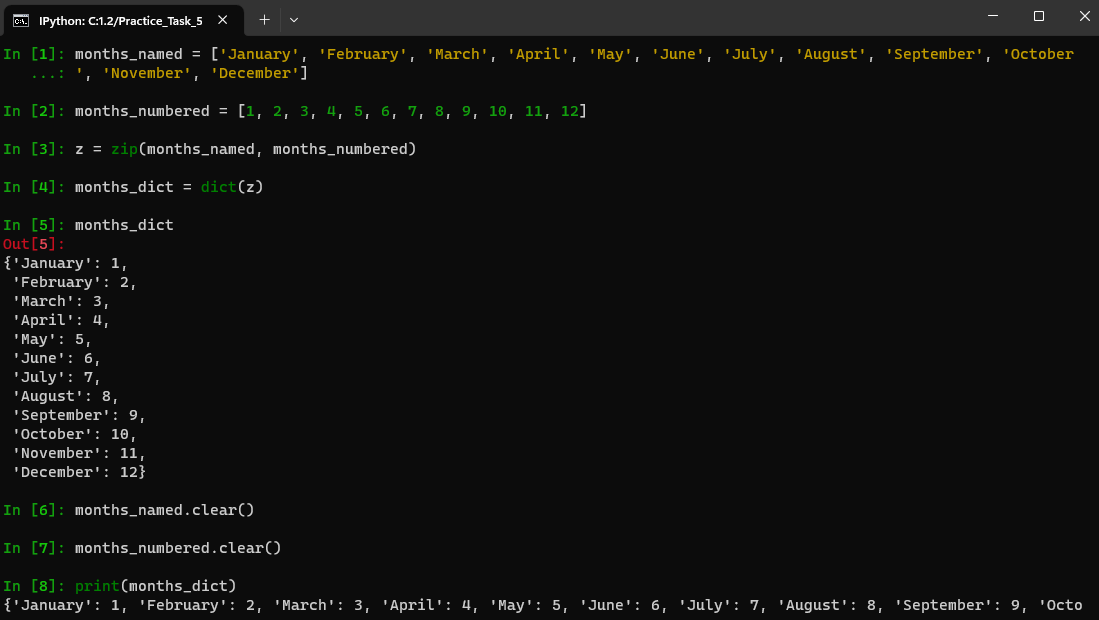 IPython: C:1.2/Practice_Task_5
In [1]: months_named = ['January', 'February', 'March', 'April', 'May', 'June', 'July', 'August', 'September', 'October
   ...: ', 'November', 'December']
In [2]: months_numbered = [1, 2, 3, 4, 5, 6, 7, 8, 9, 10, 11, 12]
In [3]: z = zip(months_named, months_numbered)
In [4]: months_dict = dict(z)
In [5]: months_dict
Out[5]:
{'January': 1,
 'February': 2,
 'March': 3,
 'April': 4,
 'May': 5,
 'June': 6,
 'July': 7,
 'August': 8,
 'September': 9,
 'October': 10,
 'November': 11,
 'December': 12}
In [6]: months_named.clear()
In [7]: months_numbered.clear()
In [8]: print(months_dict)
{'January': 1, 'February': 2, 'March': 3, 'April': 4, 'May': 5, 'June': 6, 'July': 7, 'August': 8, 'September': 9, 'Octo